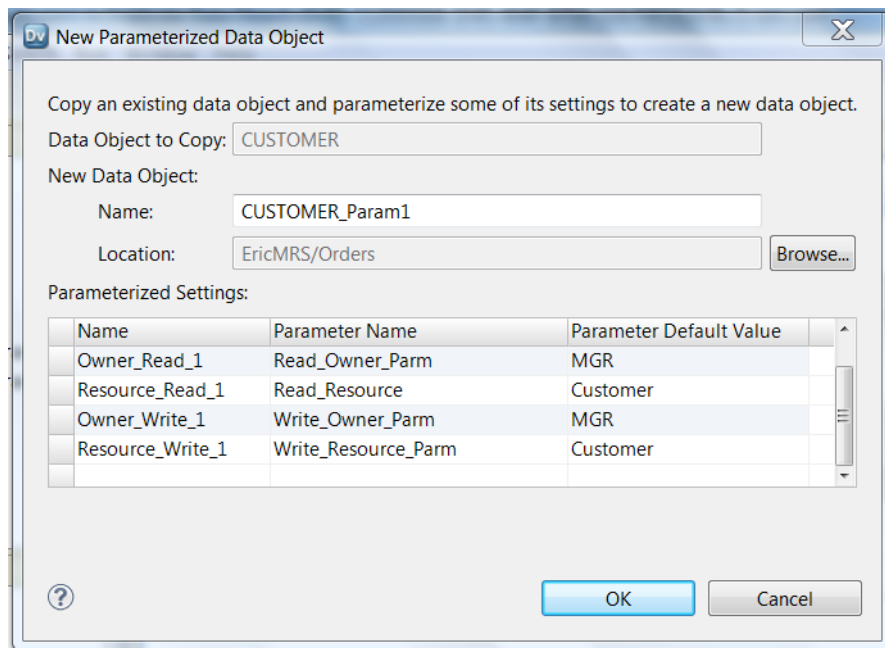 Dv New Parameterized Data Object
Copy an existing data object and parameterize some of its settings to create a new data object.
Data Object to Copy: CUSTOMER
New Data Object:
Name: CUSTOMER_Param1
Location: EricMRS/Orders Browse...
Parameterized Settings:
Name Parameter Name Parameter Default Value
Owner_Read_1 Read_Owner_Parm MGR
Resource_Read_1 Read_Resource Customer
Owner_Write_1 Write_Owner_Parm MGR
Resource_Write_1 Write_Resource_Parm Customer
? OK Cancel